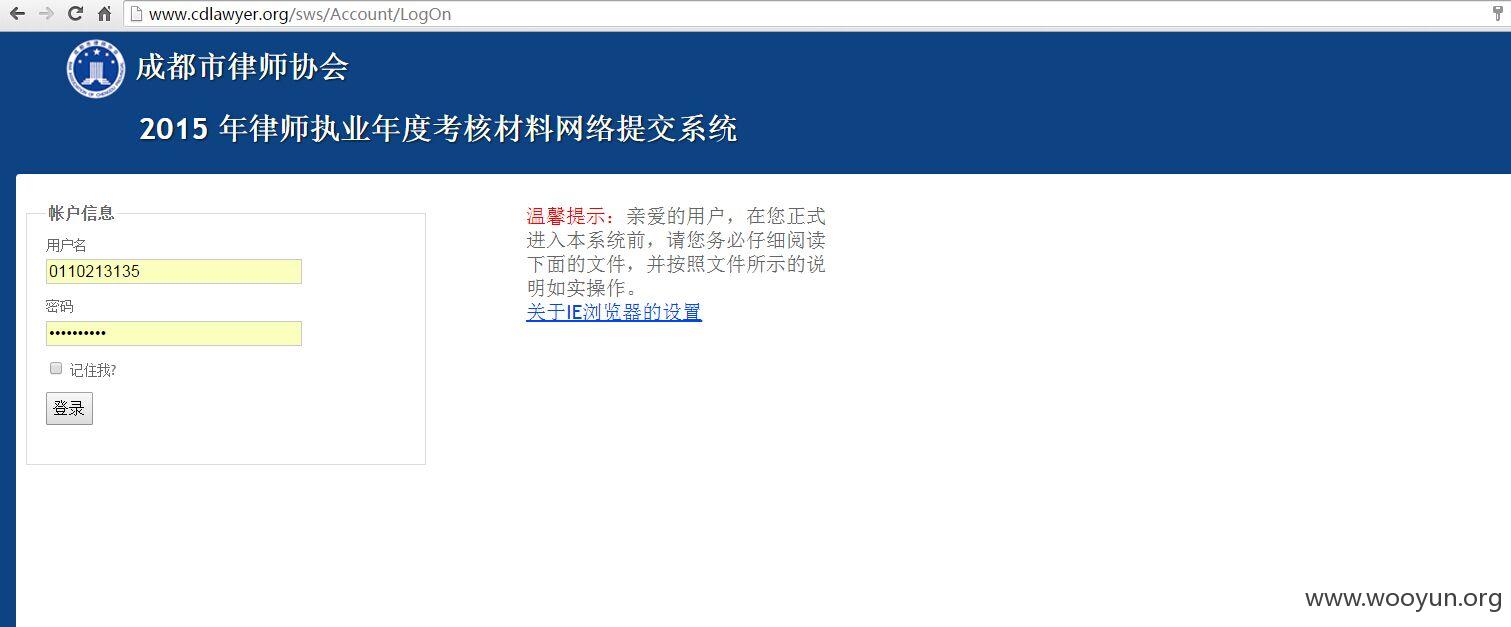 www.cdlawyer.org/sws/Account/LogOn
成都市律师协会
2015 年律师执业年度考核材料网络提交系统
帐户信息
用户名
0110213135
密码
••••••••••
记住我?
登录
温馨提示：亲爱的用户，在您正式
进入本系统前，请您务必仔细阅读
下面的文件，并按照文件所示的说
明如实操作。
关于IE浏览器的设置
www.wooyun.org